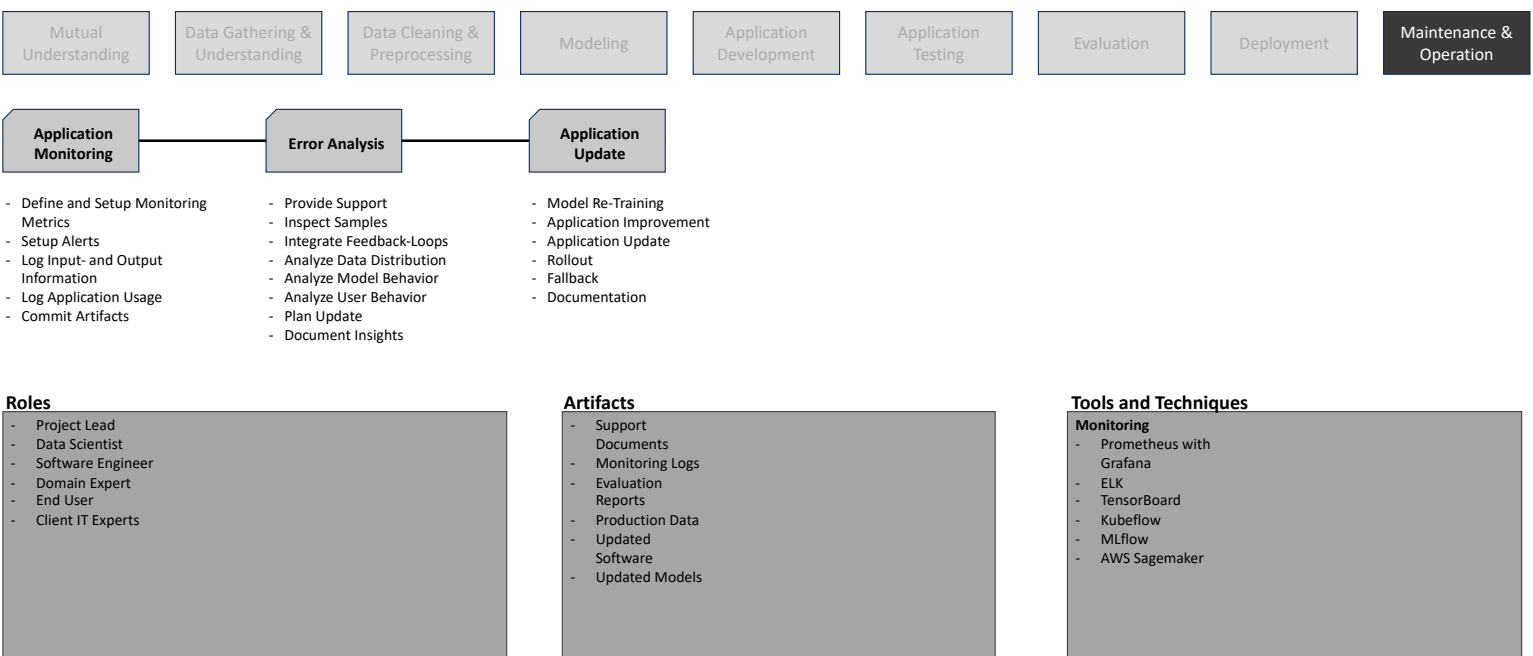 Mutual
Understanding
Data Gathering &
Understanding
Data Cleaning &
Preprocessing
Modeling
Application
Development
Application
Testing
Evaluation
Deployment
Maintenance &
Operation
Application
Monitoring
Error Analysis
Application
Update
- Define and Setup Monitoring
Metrics
- Setup Alerts
- Log Input- and Output
Information
- Log Application Usage
- Commit Artifacts
- Provide Support
- Inspect Samples
- Integrate Feedback-Loops
- Analyze Data Distribution
- Analyze Model Behavior
- Analyze User Behavior
- Plan Update
- Document Insights
- Model Re-Training
- Application Improvement
- Application Update
- Rollout
- Fallback
- Documentation
Roles
- Project Lead
- Data Scientist
- Software Engineer
- Domain Expert
- End User
- Client IT Experts
Artifacts
- Support
Documents
- Monitoring Logs
- Evaluation
Reports
- Production Data
- Updated
Software
- Updated Models
Tools and Techniques
Monitoring
- Prometheus with
Grafana
- ELK
- TensorBoard
- Kubeflow
- MLflow
- AWS Sagemaker